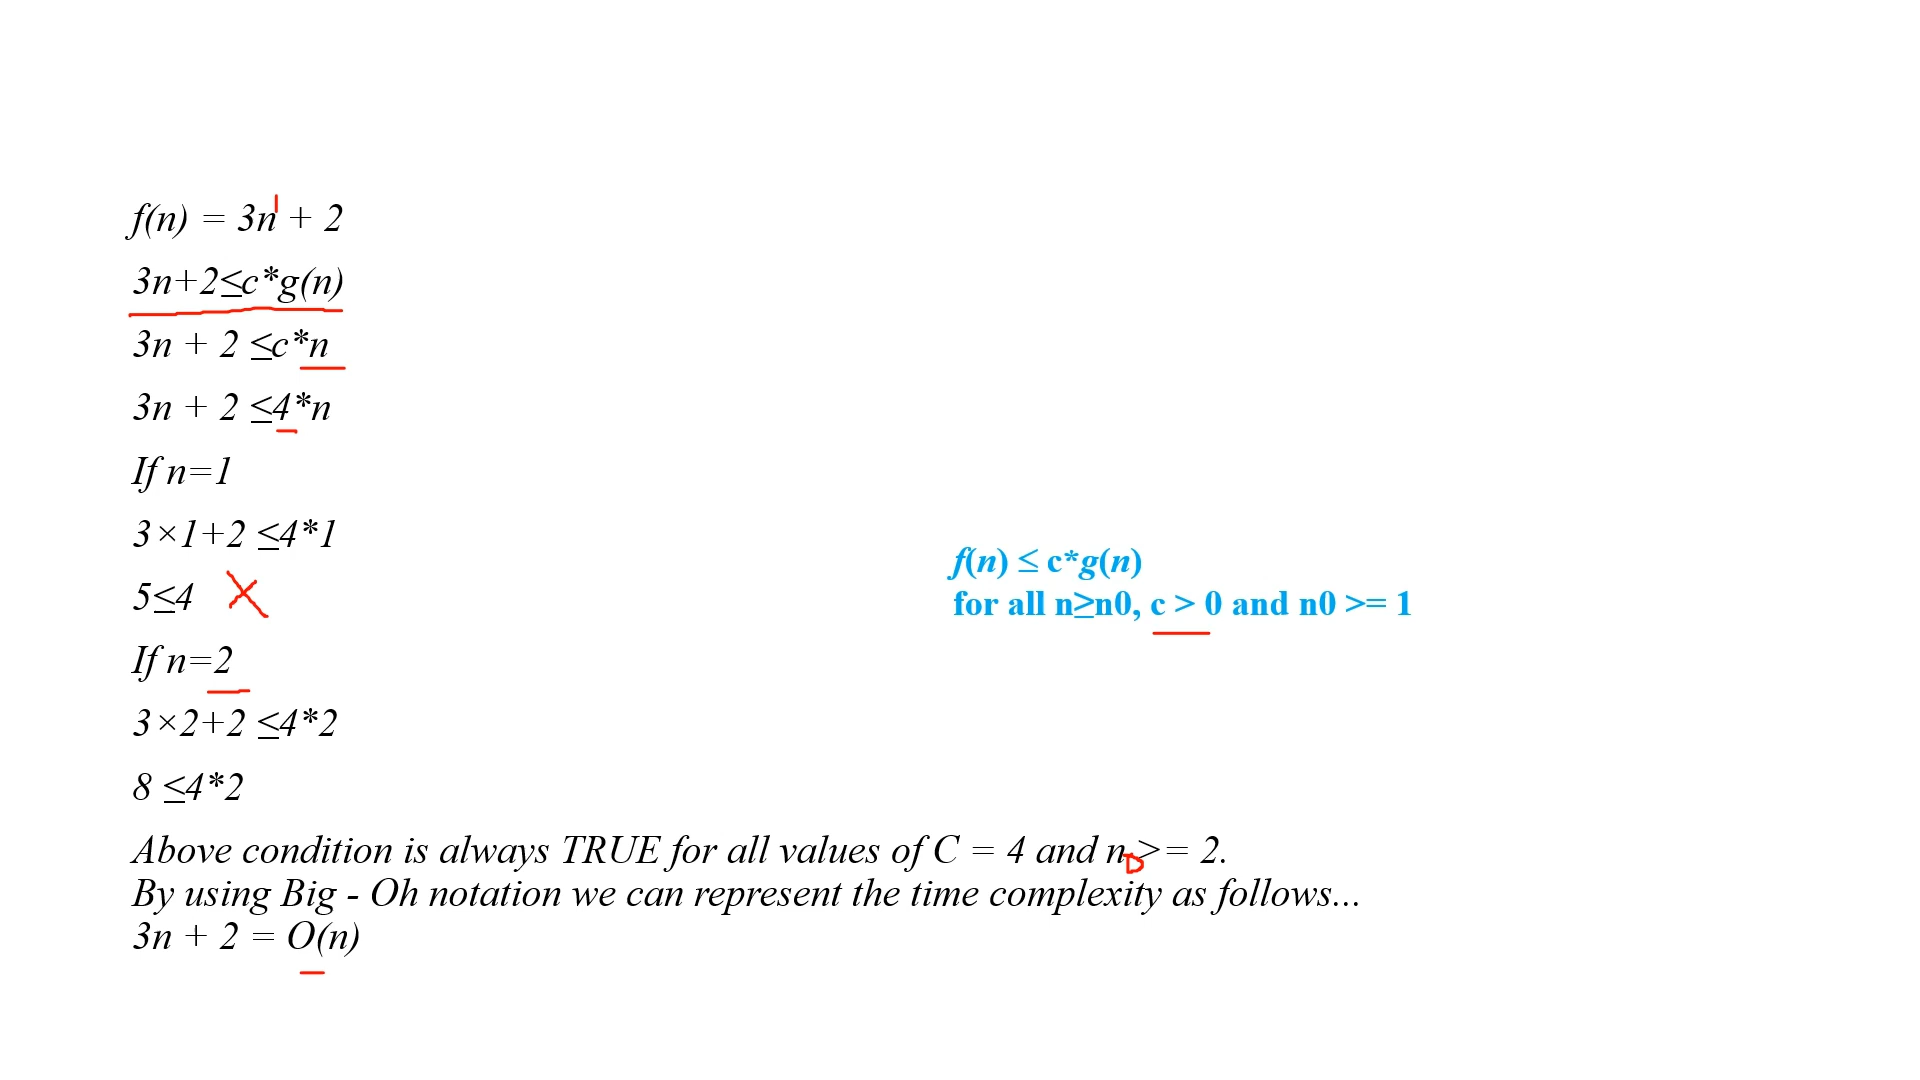 f(n) = 3n + 2
3n+2≤c*g(n)
3n + 2 ≤c*n
3n + 2 ≤4*n
If n=1
3×1+2 ≤4*1
5≤4
If n=2
3×2+2 ≤4*2
8 ≤4*2
f(n) ≤ c*g(n)
for all n≥n0, c > 0 and n0 >= 1
Above condition is always TRUE for all values of C = 4 and n >= 2.
By using Big - Oh notation we can represent the time complexity as follows...
3n + 2 = O(n)